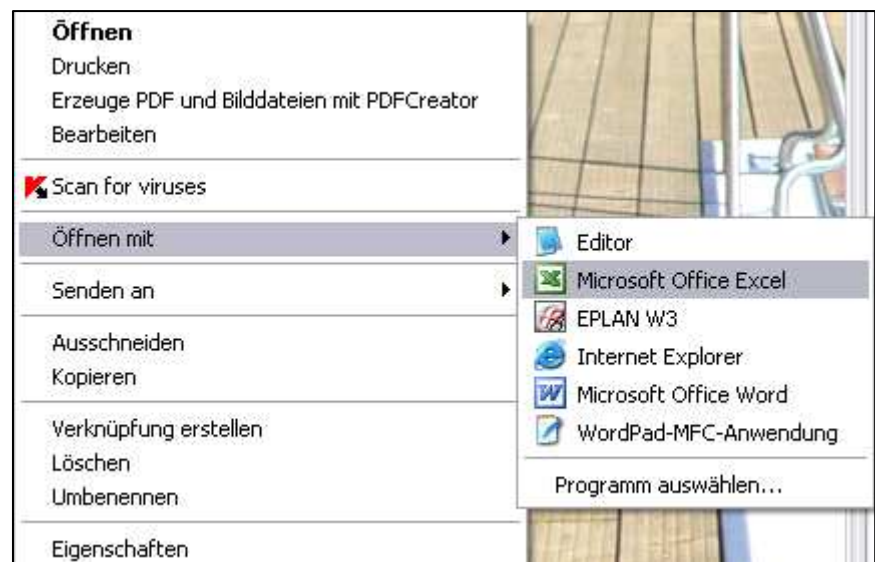 Öffnen
Drucken
Erzeuge PDF und Bilddateien mit PDFCreator
Bearbeiten
Scan for viruses
Öffnen mit
Senden an
Ausschneiden
Kopieren
Verknüpfung erstellen
Löschen
Umbenennen
Eigenschaften
Editor
Microsoft Office Excel
EPLAN W3
Internet Explorer
Microsoft Office Word
WordPad-MFC-Anwendung
Programm auswählen...